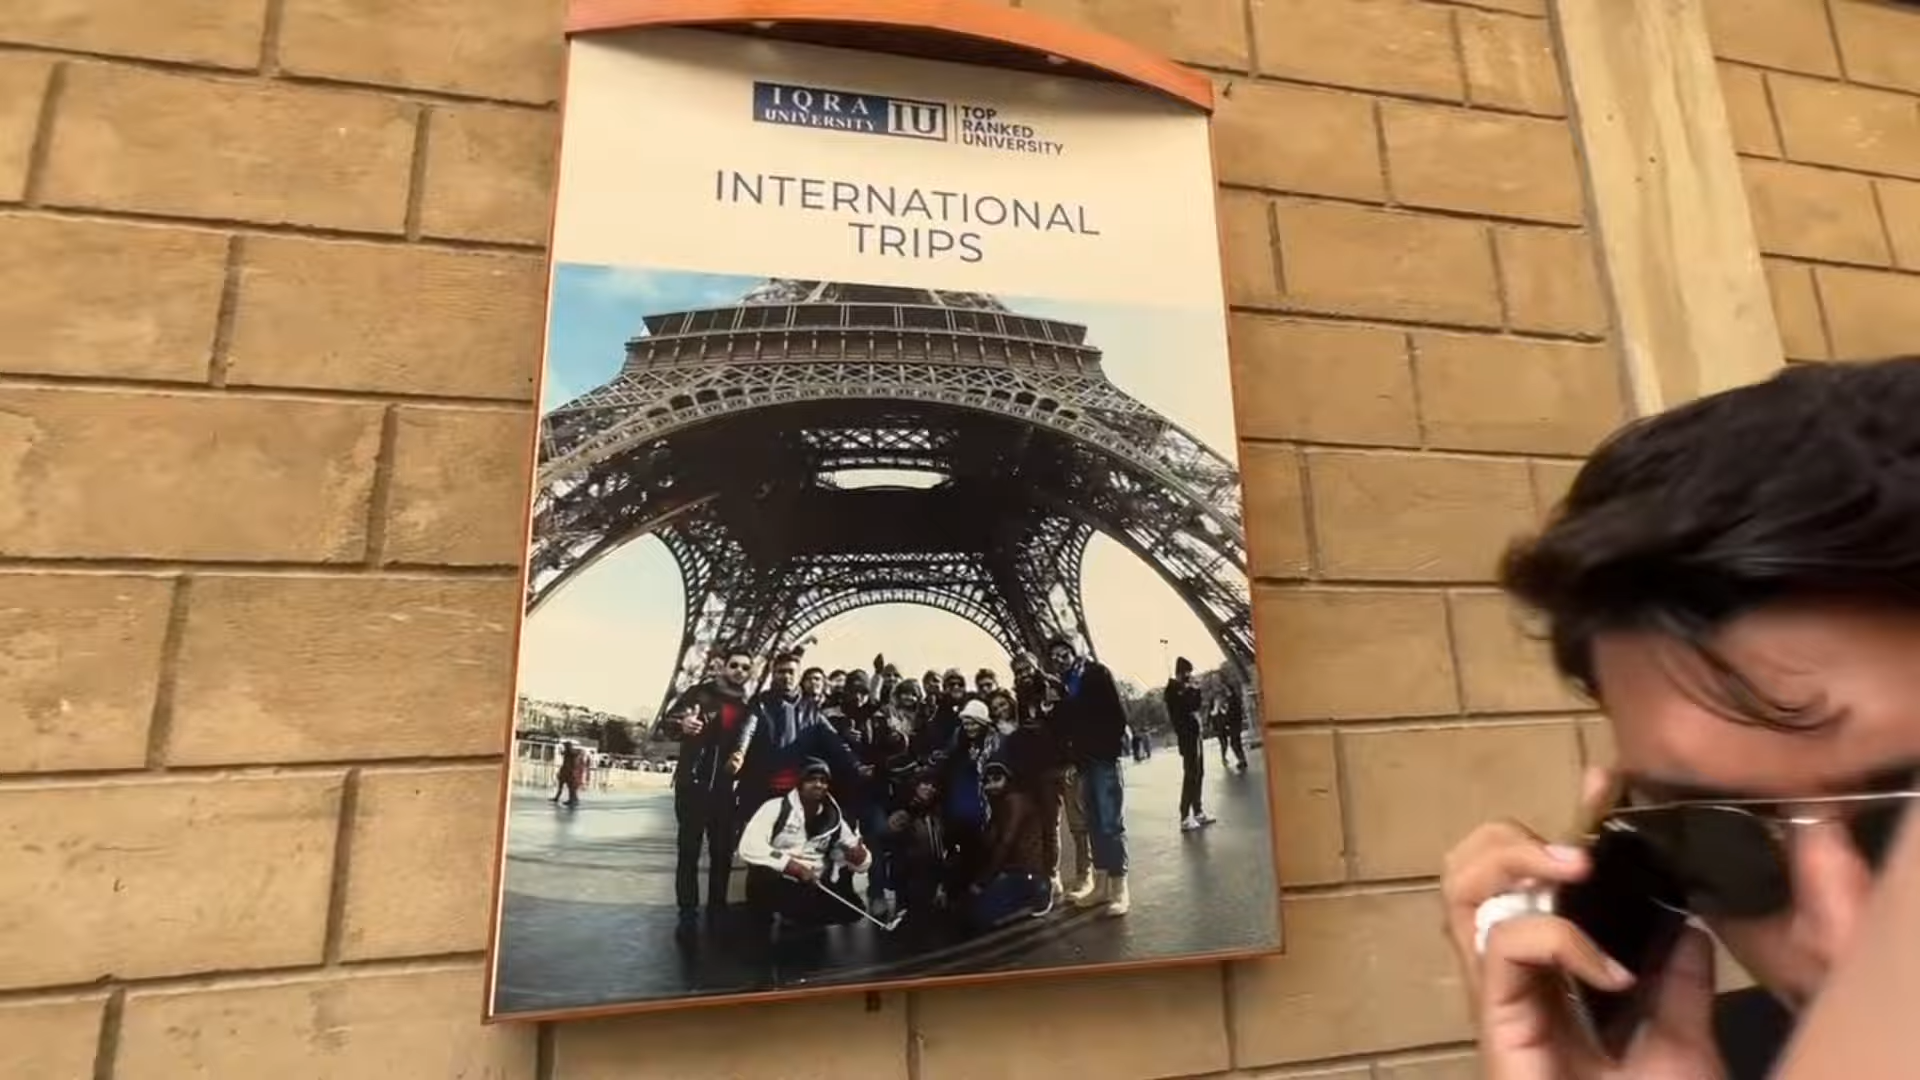 IQRA
UNIVERSITY
IU
TOP
RANKED
UNIVERSITY
INTERNATIONAL
TRIPS